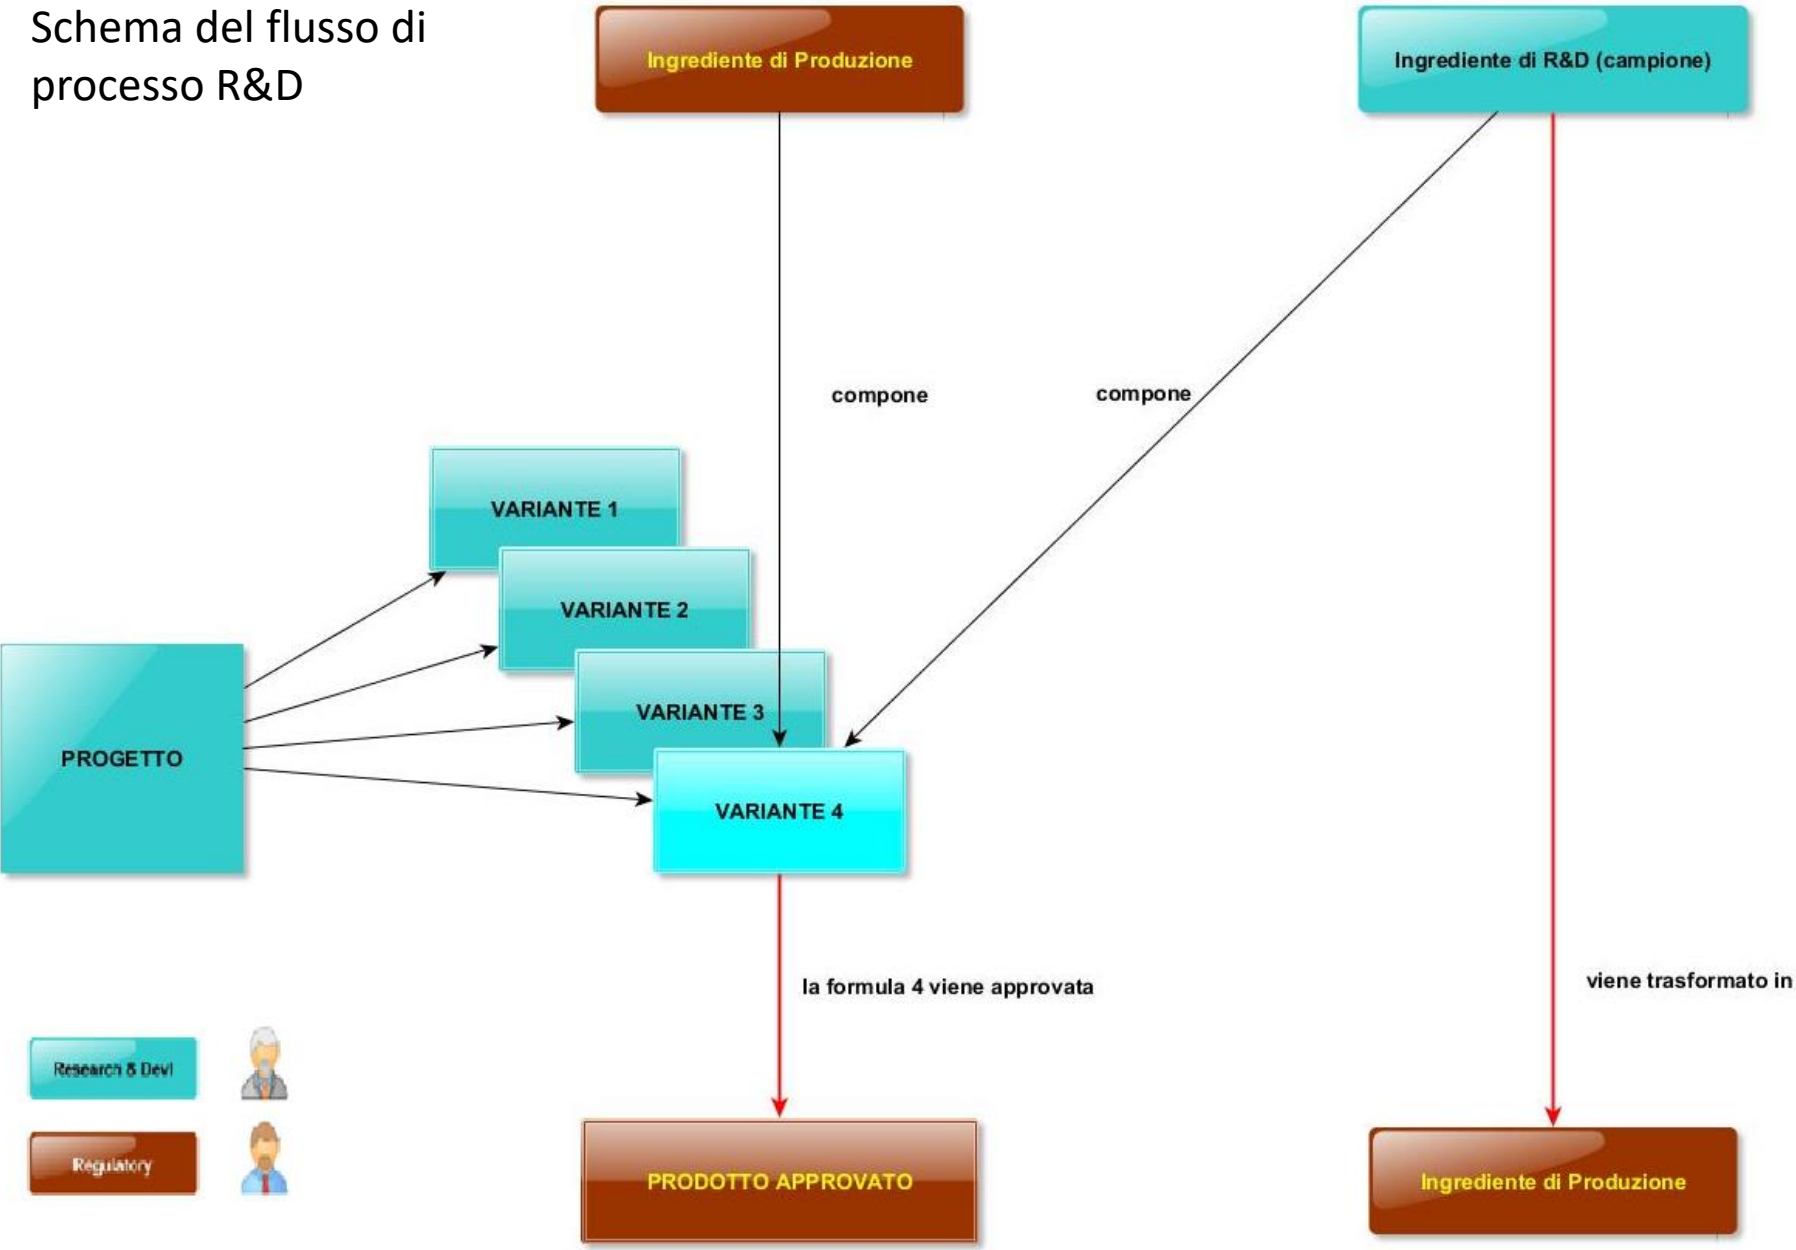 Schema del flusso di
processo R&D
Ingrediente di Produzione
Ingrediente di R&D (campione)
compone
compone
VARIANTE 1
VARIANTE 2
VARIANTE 3
PROGETTO
VARIANTE 4
la formula 4 viene approvata
viene trasformato in
Research & Devl
Regulatory
PRODOTTO APPROVATO
Ingrediente di Produzione